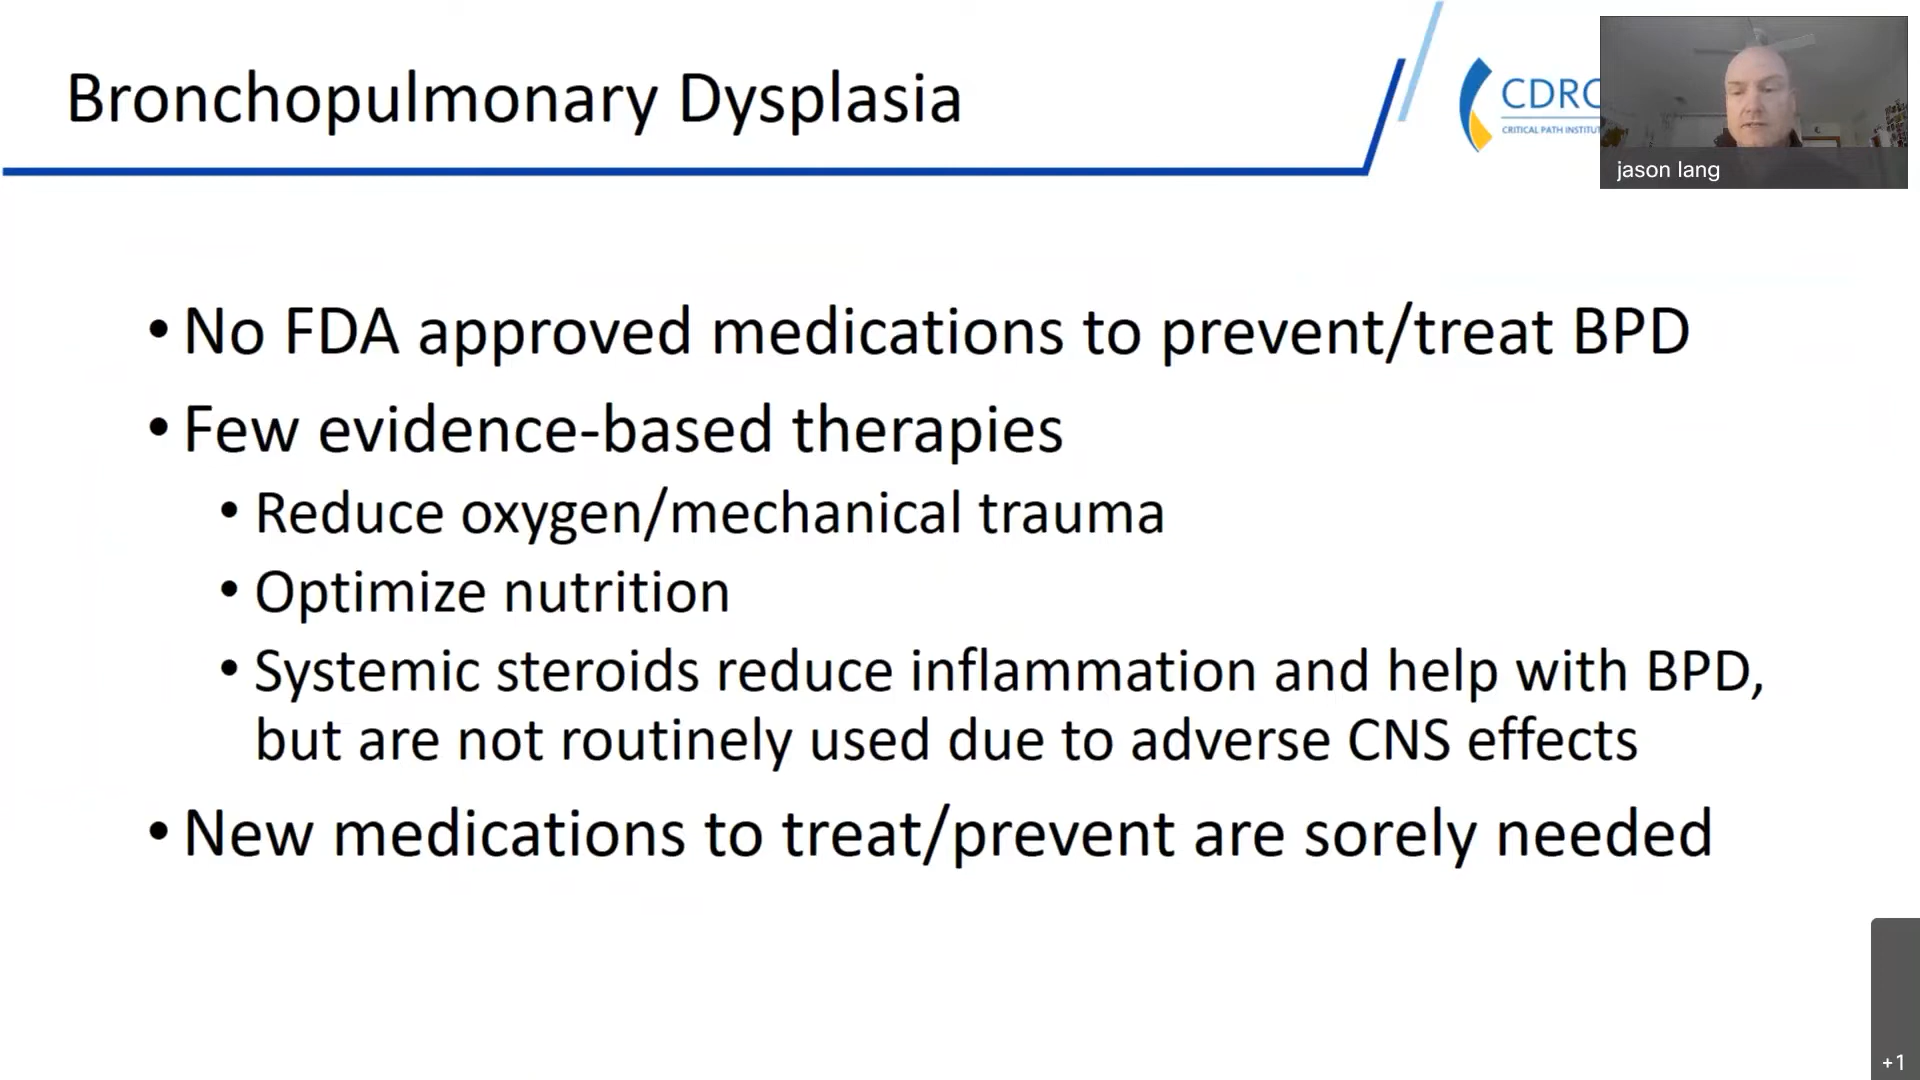 Bronchopulmonary Dysplasia
CDRC
CRITICAL PATH
jason lang
• No FDA approved medications to prevent/treat BPD
• Few evidence-based therapies
• Reduce oxygen/mechanical trauma
• Optimize nutrition
• Systemic steroids reduce inflammation and help with BPD,
but are not routinely used due to adverse CNS effects
• New medications to treat/prevent are sorely needed
+1